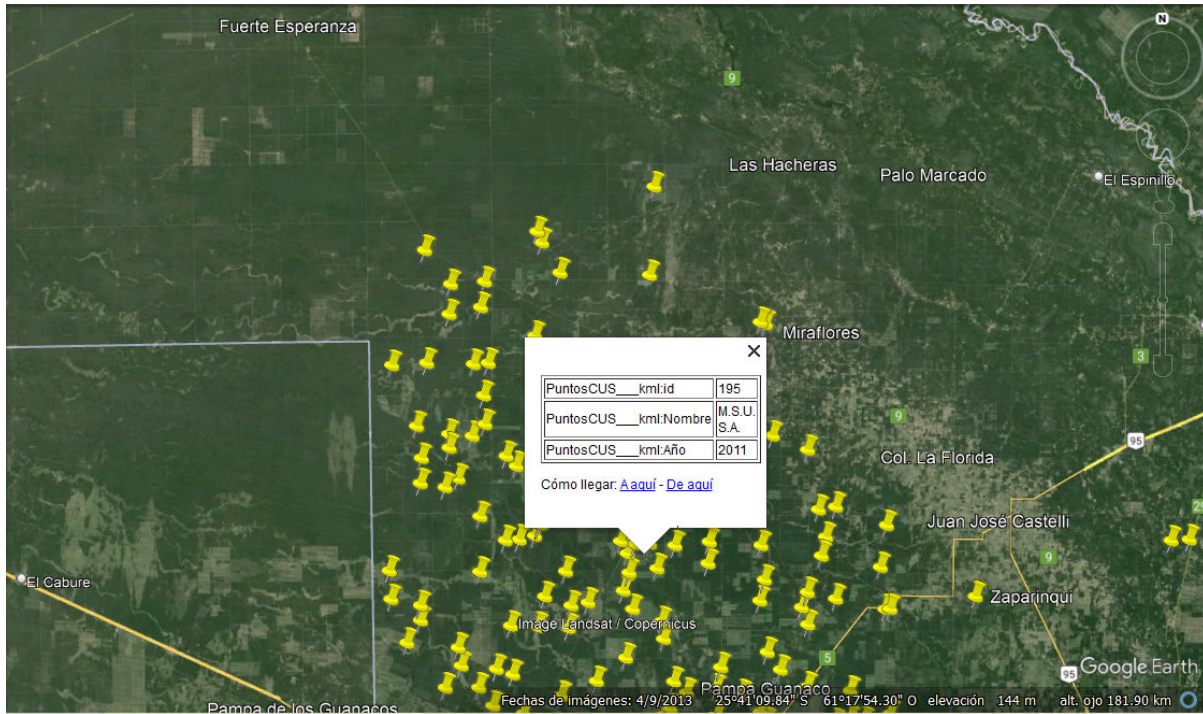 Fuerte Esperanza
N
9
Las Hacheras
Palo Marcado
El Espinillo
Miraflores
3
PuntosCUS___kml:id 195
PuntosCUS___kml:Nombre M.S.U. S.A.
PuntosCUS___kml:Año 2011
Cómo llegar: A aquí - De aquí
9
95
Col. La Florida
Juan José Castelli
9
El Cabure
Zaparinqui
Image Landsat / Copernicus
5
95
Google Earth
Pampa Guanaco
Pampa de los Guanacos
Fechas de imágenes: 4/9/2013 25°41'09.84" S 61°17'54.30" O elevación 144 m alt. ojo 181.90 km